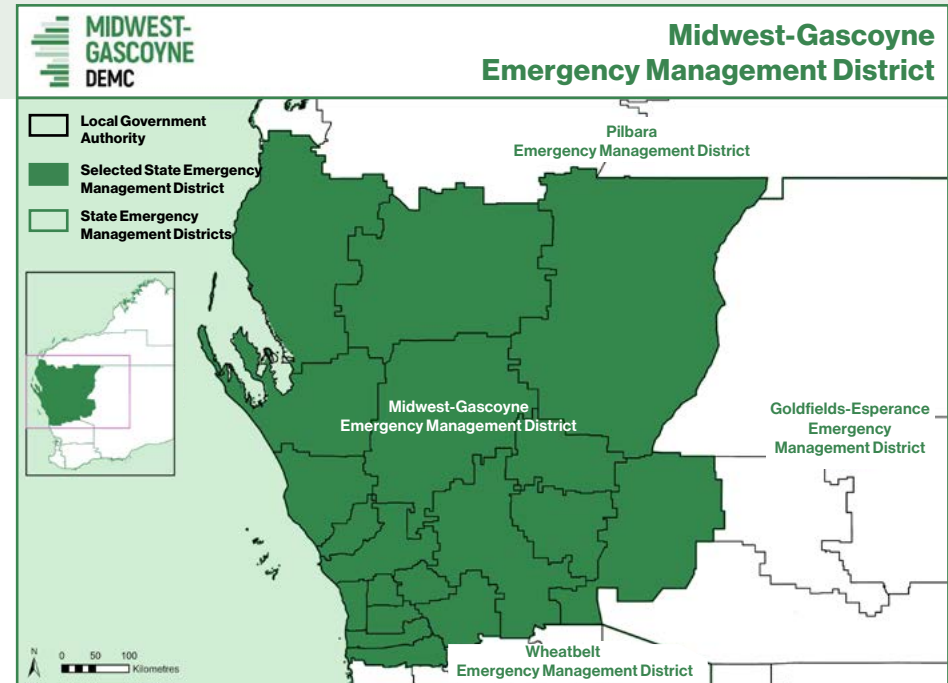 MIDWEST-
GASCOYNE
DEMC
Midwest-Gascoyne
Emergency Management District
Local Government
Authority
Selected State Emergency
Management District
State Emergency
Management Districts
Pilbara
Emergency Management District
Midwest-Gascoyne
Emergency Management District
Goldfields-Esperance
Emergency
Management District
Wheatbelt
Emergency Management District
N
0 50 100
Kilometres